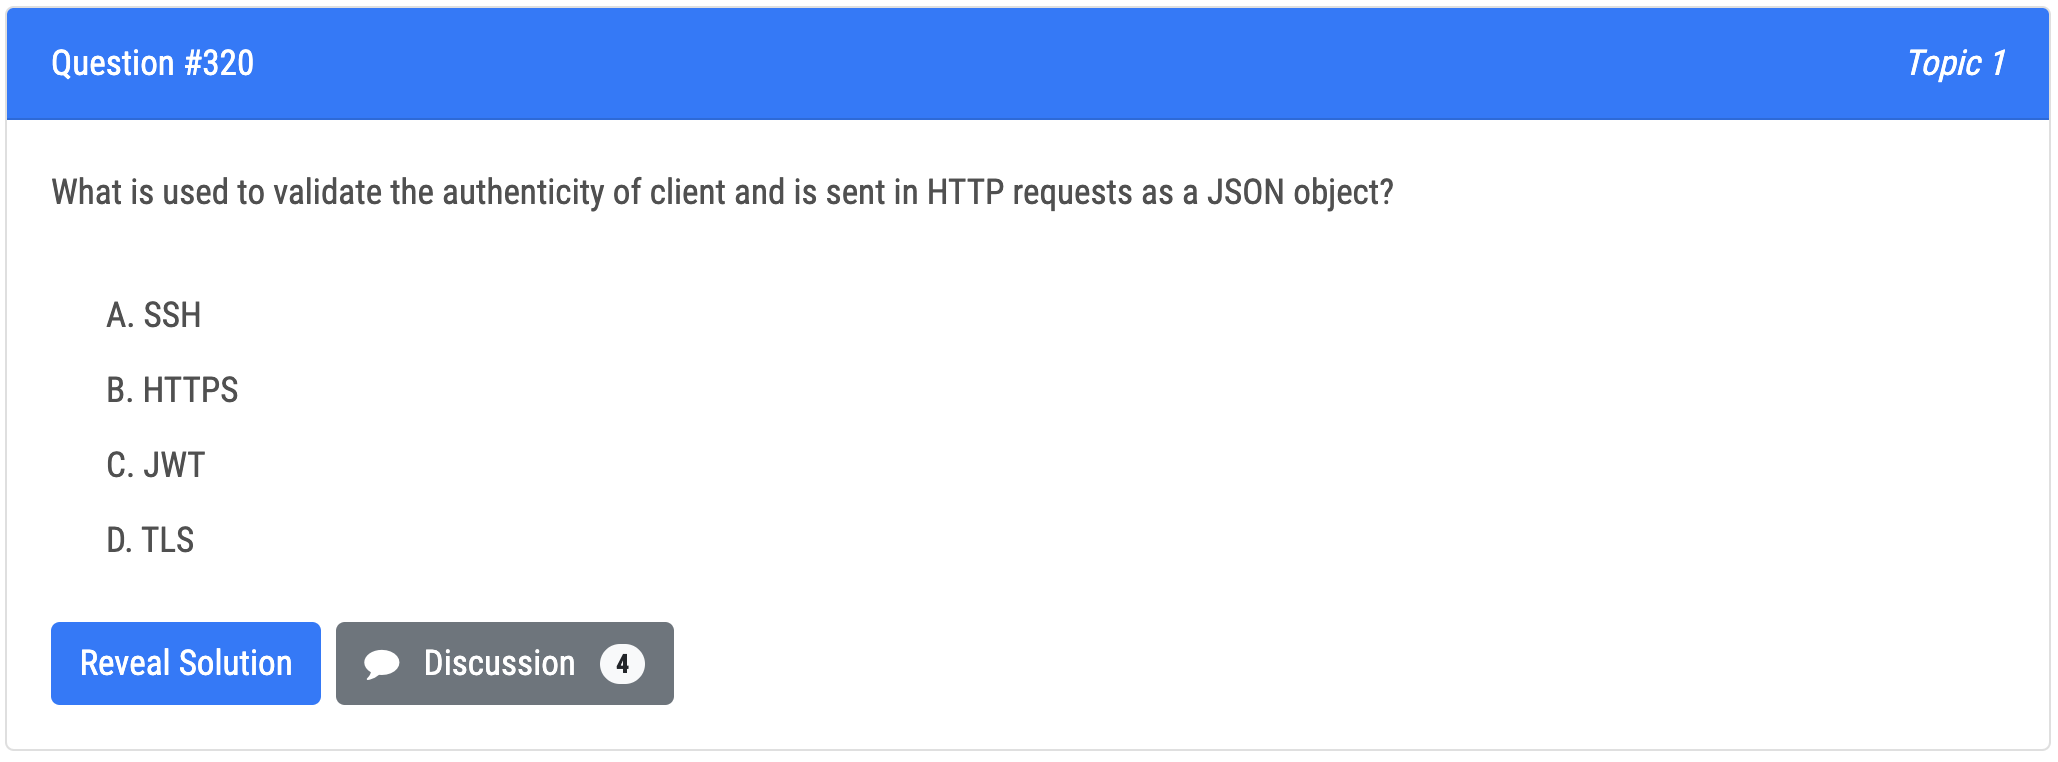 Question #320
Topic 1
What is used to validate the authenticity of client and is sent in HTTP requests as a JSON object?
A. SSH
B. HTTPS
C. JWT
D. TLS
Reveal Solution
Discussion 4